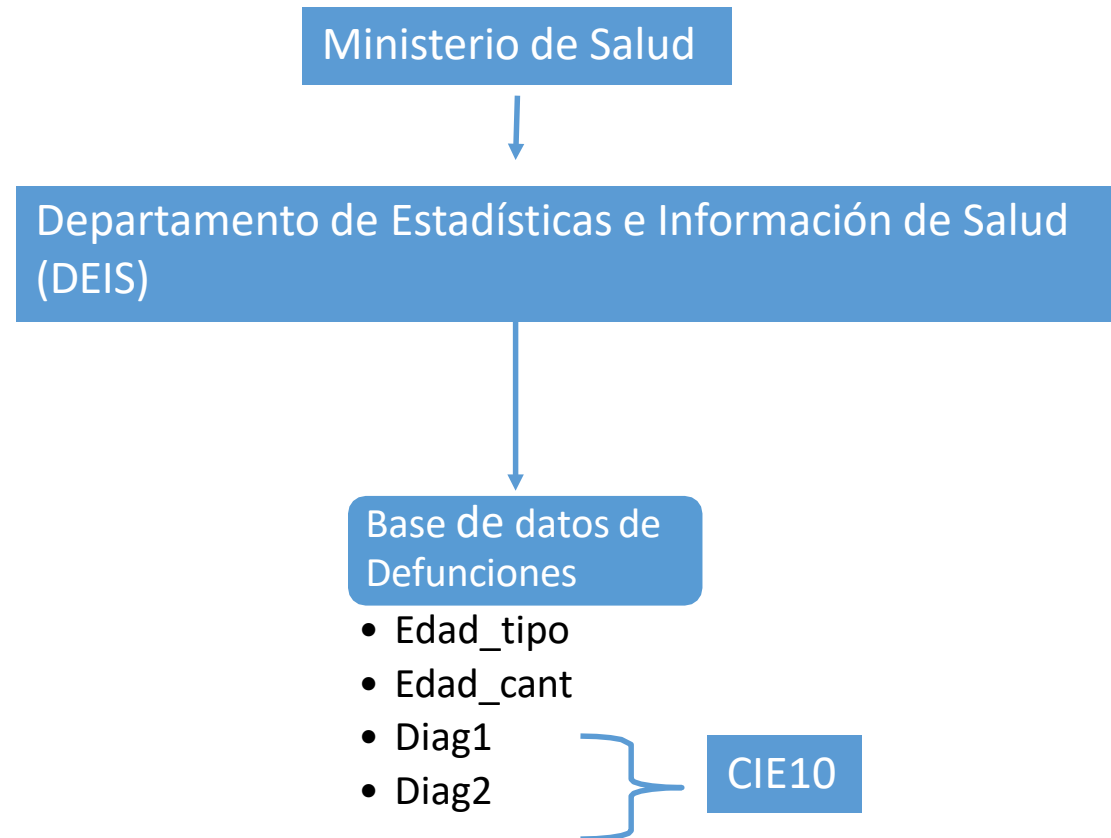 Ministerio de Salud
Departamento de Estadísticas e Información de Salud
(DEIS)
Base de datos de
Defunciones
• Edad_tipo
• Edad_cant
• Diag1
• Diag2
CIE10